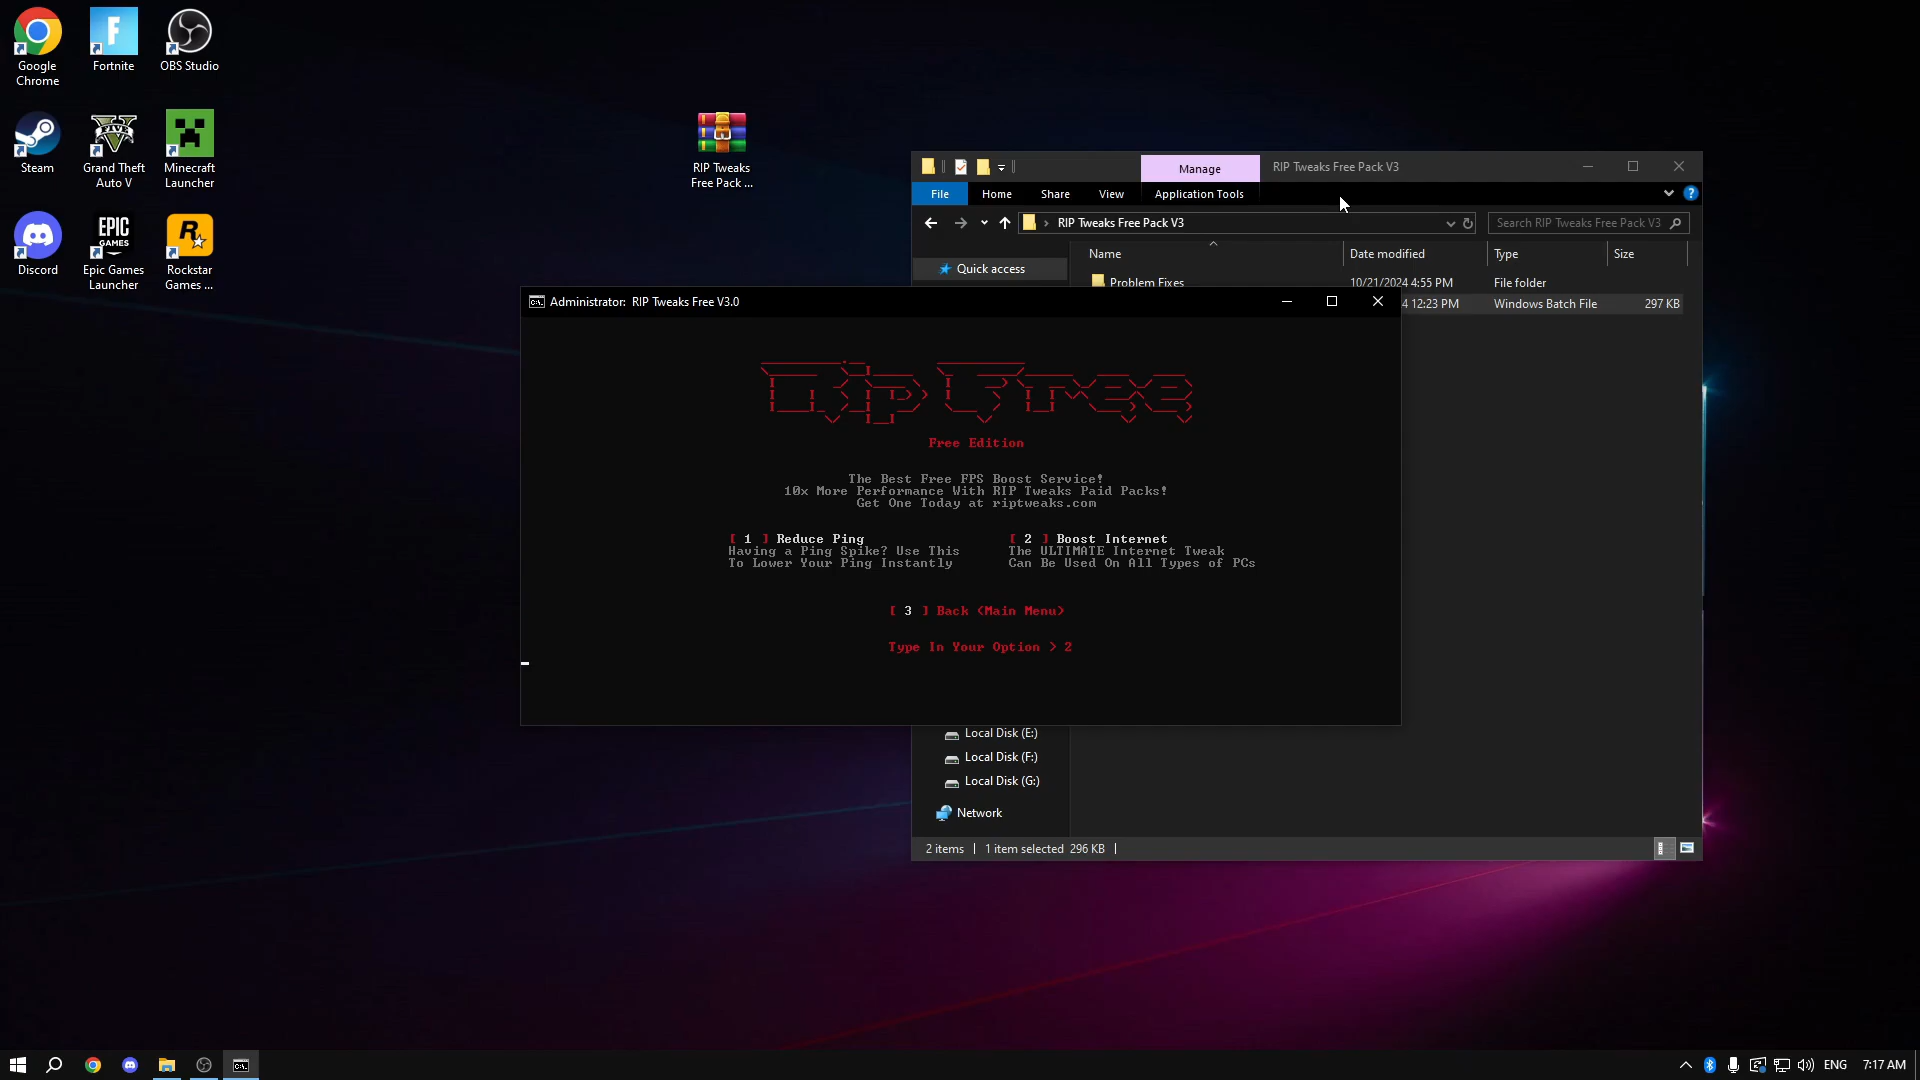 Google
Chrome
Fortnite
OBS Studio
Steam
Grand Theft
Auto V
Minecraft
Launcher
Discord
Epic Games
Launcher
Rockstar
Games ...
RIP Tweaks
Free Pack ...
Manage
RIP Tweaks Free Pack V3
File
Home
Share
View
Application Tools
RIP Tweaks Free Pack V3
Search RIP Tweaks Free Pack V3
Name
Date modified
Type
Size
Quick access
Problem Fixes
10/21/2024 4:55 PM
File folder
4 12:23 PM
Windows Batch File
297 KB
Administrator: RIP Tweaks Free V3.0
Rip Free
Free Edition
The Best Free FPS Boost Service!
10x More Performance With RIP Tweaks Paid Packs!
Get One Today at riptweaks.com
[ 1 ] Reduce Ping
Having a Ping Spike? Use This
To Lower Your Ping Instantly
[ 2 ] Boost Internet
The ULTIMATE Internet Tweak
Can Be Used On All Types of PCs
[ 3 ] Back (Main Menu)
Type In Your Option > 2
Local Disk (E:)
Local Disk (F:)
Local Disk (G:)
Network
2 items
1 item selected 296 KB
ENG
7:17 AM